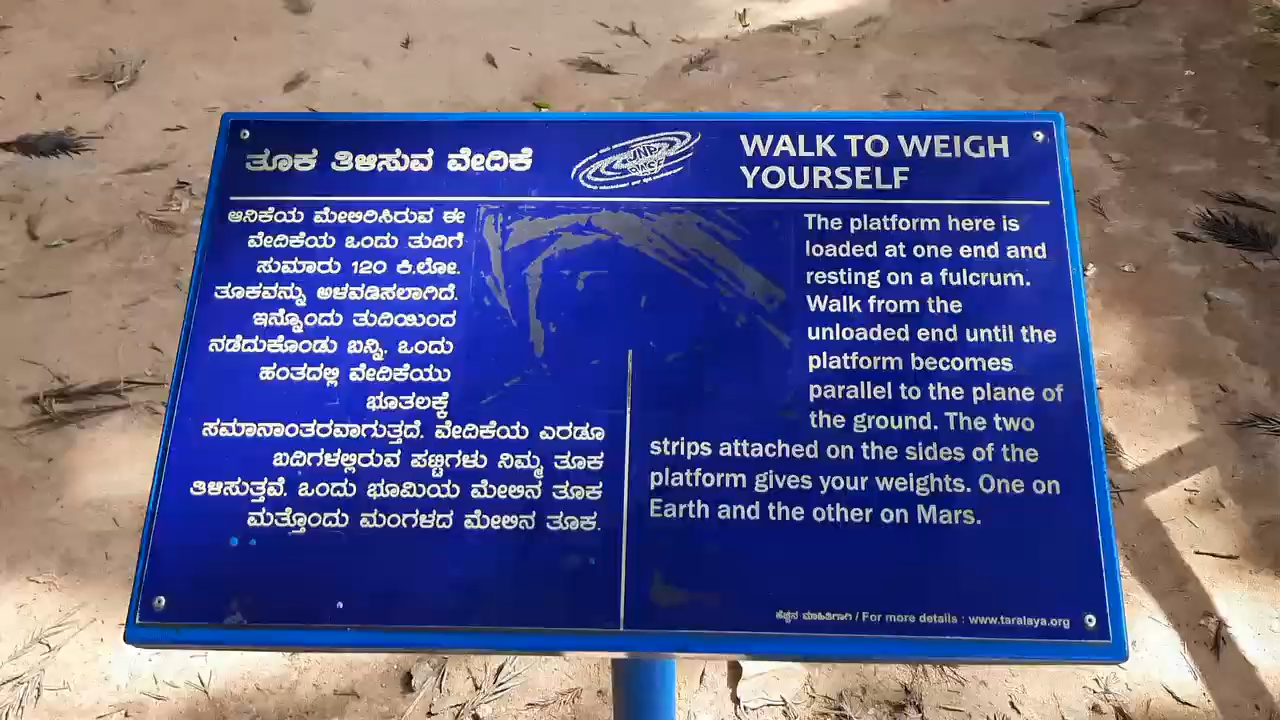 ತೂಕ ತಿಳಿಸುವ ವೇದಿಕೆ
ಆನಿಕೆಯ ಮೇಲಿರಿಸಿರುವ ಈ
ವೇದಿಕೆಯ ಒಂದು ತುದಿಗೆ
ಸುಮಾರು 120 ಕಿ.ಲೋ.
ತೂಕವನ್ನು ಅಳವಡಿಸಲಾಗಿದೆ.
ಇನ್ನೊಂದು ತುದಿಯಿಂದ
ನಡೆದುಕೊಂಡು ಬನ್ನಿ. ಒಂದು
ಹಂತದಲ್ಲಿ ವೇದಿಕೆಯು
ಭೂತಲಕ್ಕೆ
ಸಮಾನಾಂತರವಾಗುತ್ತದೆ. ವೇದಿಕೆಯ ಎರಡೂ
ಬದಿಗಳಲ್ಲಿರುವ ಪಟ್ಟಿಗಳು ನಿಮ್ಮ ತೂಕ
ತಿಳಿಸುತ್ತವೆ. ಒಂದು ಭೂಮಿಯ ಮೇಲಿನ ತೂಕ
ಮತ್ತೊಂದು ಮಂಗಳದ ಮೇಲಿನ ತೂಕ.
WALK TO WEIGH
YOURSELF
The platform here is
loaded at one end and
resting on a fulcrum.
Walk from the
unloaded end until the
platform becomes
parallel to the plane of
the ground. The two
strips attached on the sides of the
platform gives your weights. One on
Earth and the other on Mars.
ಹೆಚ್ಚಿನ ಮಾಹಿತಿಗಾಗಿ / For more details : www.taralaya.org